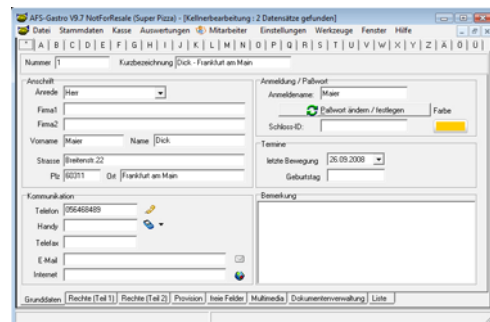 AFS-Gastro V9.7 NotForResale (Super Pizza) - [Kellnerbearbeitung : 2 Datensätze gefunden]
Datei Stammdaten Kasse Auswertungen Mitarbeiter Einstellungen Werkzeuge Fenster Hilfe
* A B C D E F G H I J K L M N O P Q R S T U V W X Y Z Ä Ö Ü
Nummer 1 Kurzbezeichnung Dick - Frankfurt am Main
Anschrift
Anrede Herr
Firma1
Firma2
Vorname Maier Name Dick
Strasse Breitenstr.22
Plz 60311 Ort Frankfurt am Main
Kommunikation
Telefon 056468489
Handy
Telefax
E-Mail
Internet
Anmeldung / Paßwort
Anmeldename: Maier
Paßwort ändern / festlegen Farbe
Schloss-ID:
Termine
letzte Bewegung 26.09.2008
Geburtstag
Bemerkung
Grunddaten Rechte (Teil 1) Rechte (Teil 2) Provision freie Felder Multimedia Dokumentenverwaltung Liste